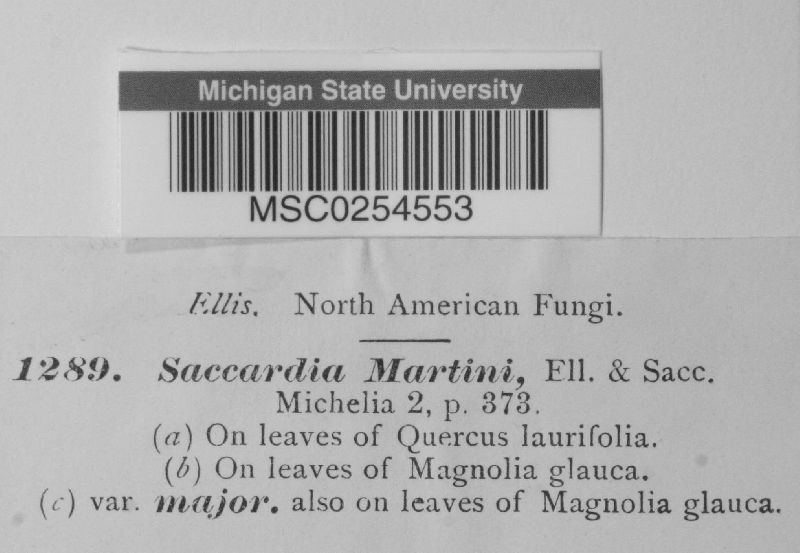 Michigan State University
MSC0254553
Ellis. North American Fungi.
1289. Saccardia Martini, Ell. & Sacc.
Michelia 2, p. 373.
(a) On leaves of Quercus laurifolia.
(b) On leaves of Magnolia glauca.
(c) var. major. also on leaves of Magnolia glauca.